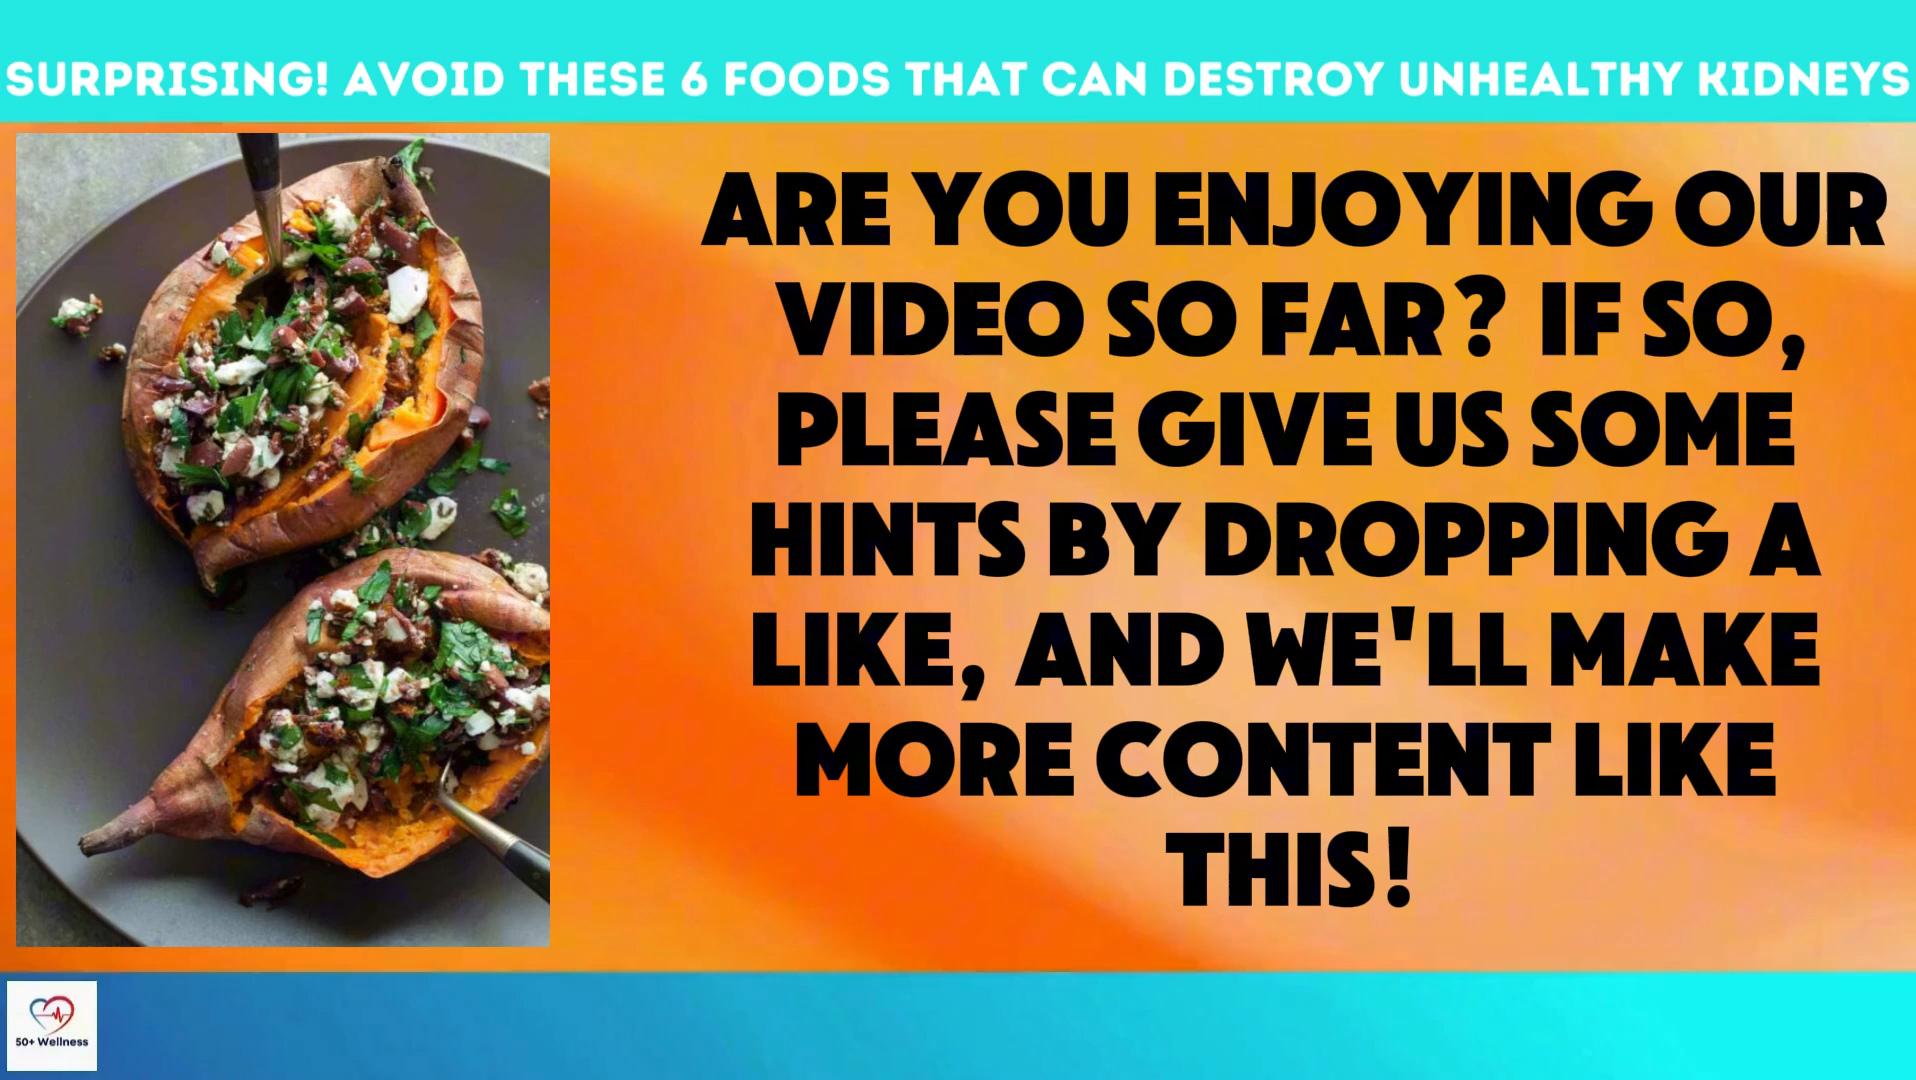 SURPRISING! AVOID THESE 6 FOODS THAT CAN DESTROY UNHEALTHY KIDNEYS
ARE YOU ENJOYING OUR
VIDEO SO FAR? IF SO,
PLEASE GIVE US SOME
HINTS BY DROPPING A
LIKE, AND WE'LL MAKE
MORE CONTENT LIKE
THIS!
50+ Wellness